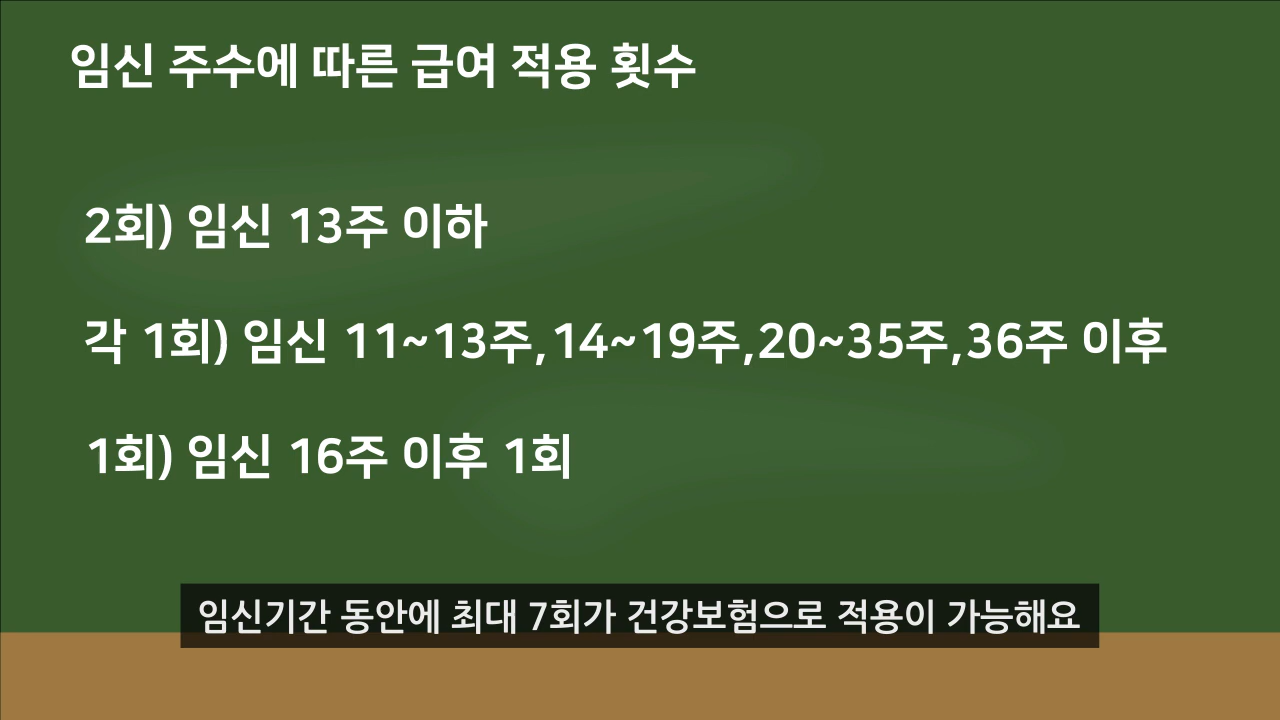 임신 주수에 따른 급여 적용 횟수
2회) 임신 13주 이하
각 1회) 임신 11~13주,14~19주,20~35주,36주 이후
1회) 임신 16주 이후 1회
임신기간 동안에 최대 7회가 건강보험으로 적용이 가능해요